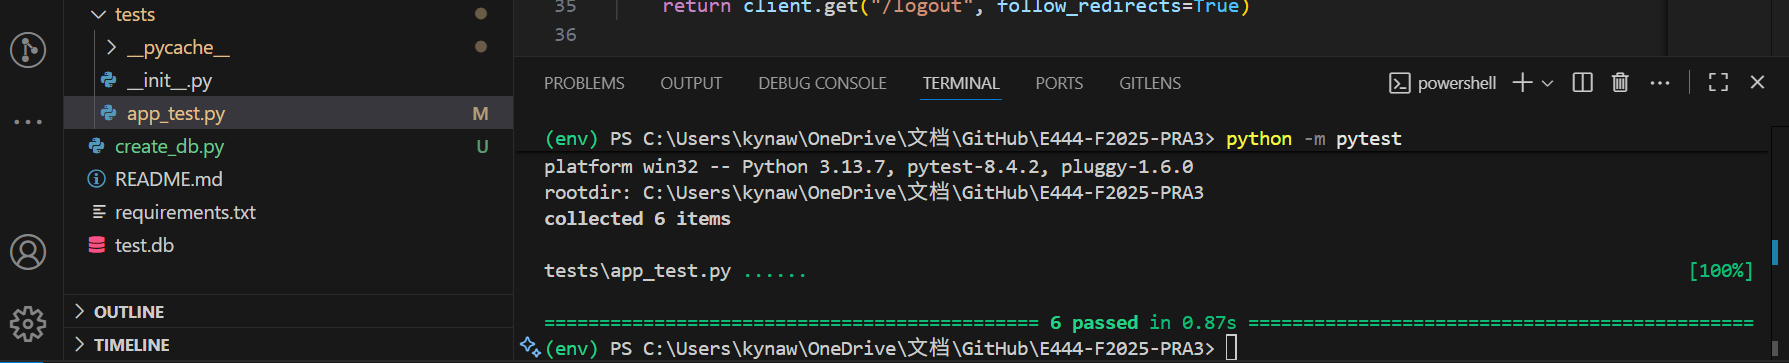 tests
__pycache__
__init__.py
app_test.py M
create_db.py U
README.md
requirements.txt
test.db
OUTLINE
TIMELINE
35 return client.get("/logout", follow_redirects=True)
36
PROBLEMS OUTPUT DEBUG CONSOLE TERMINAL PORTS GITLENS powershell
(env) PS C:\Users\kynaw\OneDrive\文档\GitHub\E444-F2025-PRA3> python -m pytest
platform win32 -- Python 3.13.7, pytest-8.4.2, pluggy-1.6.0
rootdir: C:\Users\kynaw\OneDrive\文档\GitHub\E444-F2025-PRA3
collected 6 items
tests\app_test.py ...... [100%]
============================================= 6 passed in 0.87s ==============================================
(env) PS C:\Users\kynaw\OneDrive\文档\GitHub\E444-F2025-PRA3>